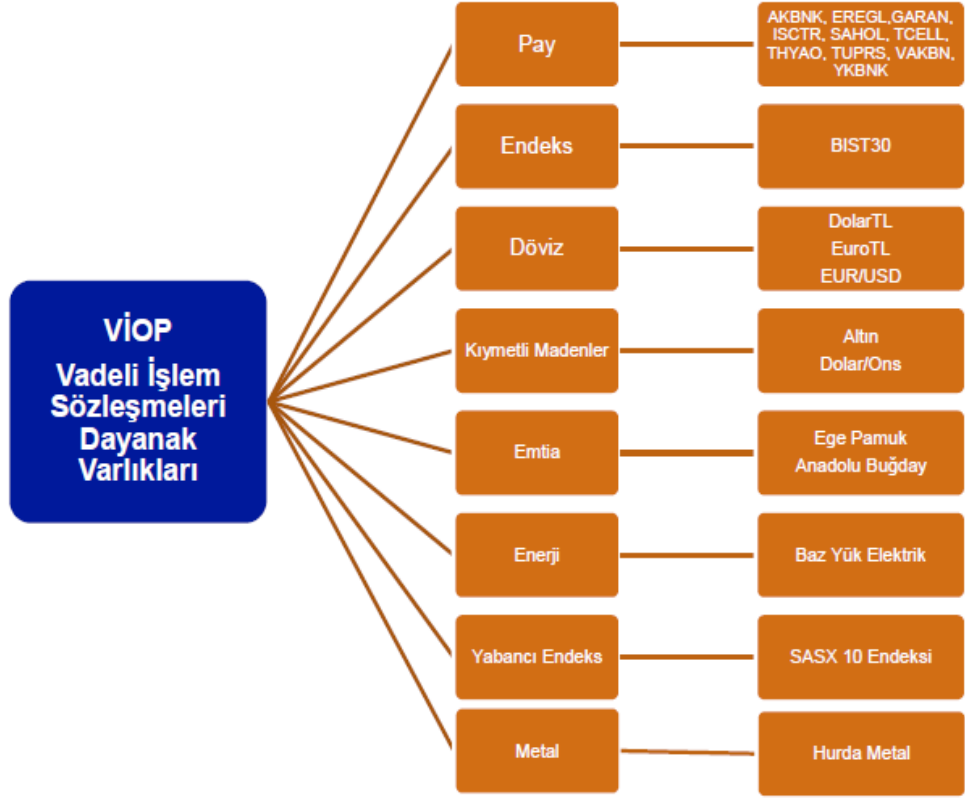 VİOP
Vadeli İşlem
Sözleşmeleri
Dayanak
Varlıkları
Pay
AKBNK, EREGL,GARAN,
ISCTR, SAHOL, TCELL,
THYAO, TUPRS, VAKBN,
YKBNK
Endeks
BIST30
Döviz
DolarTL
EuroTL
EUR/USD
Kıymetli Madenler
Altın
Dolar/Ons
Emtia
Ege Pamuk
Anadolu Buğday
Enerji
Baz Yük Elektrik
Yabancı Endeks
SASX 10 Endeksi
Metal
Hurda Metal